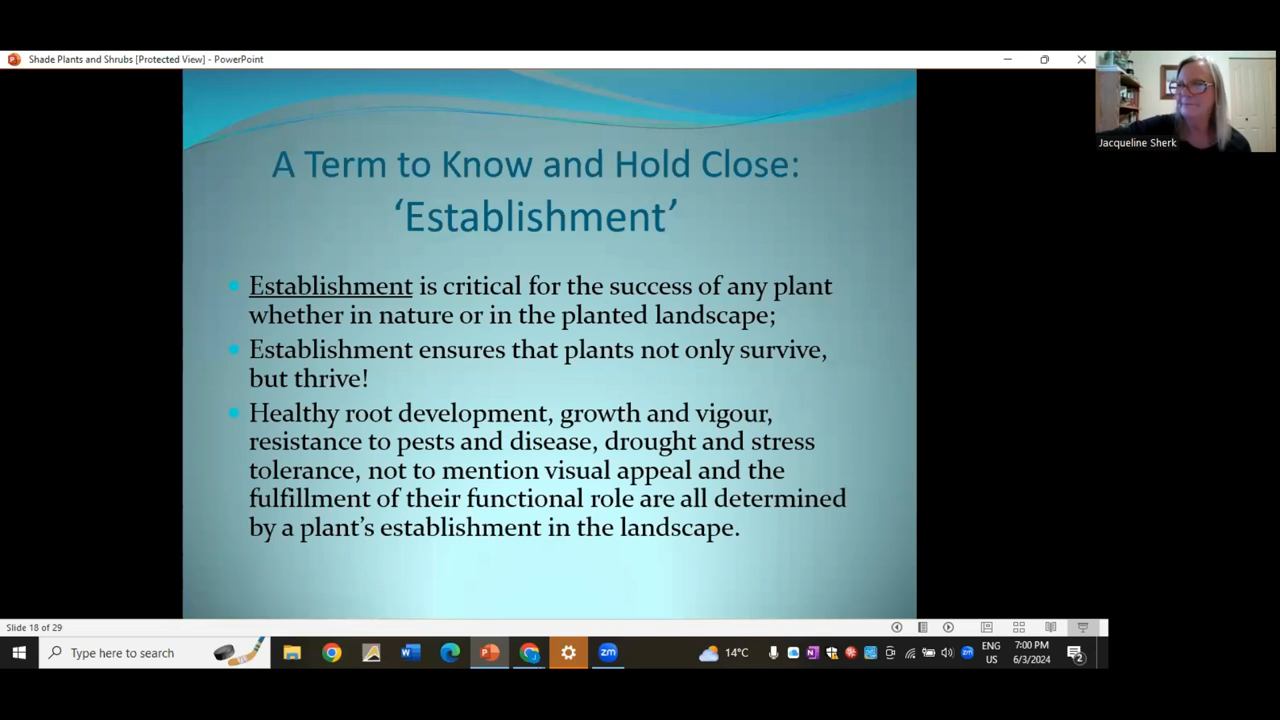 Shade Plants and Shrubs [Protected View] - PowerPoint
Jacqueline Sherk
A Term to Know and Hold Close:
‘Establishment’
Establishment is critical for the success of any plant
whether in nature or in the planted landscape;
Establishment ensures that plants not only survive,
but thrive!
Healthy root development, growth and vigour,
resistance to pests and disease, drought and stress
tolerance, not to mention visual appeal and the
fulfillment of their functional role are all determined
by a plant’s establishment in the landscape.
Slide 18 of 29
Type here to search
zm
14°C
zm
ENG
US
7:00 PM
6/3/2024
2